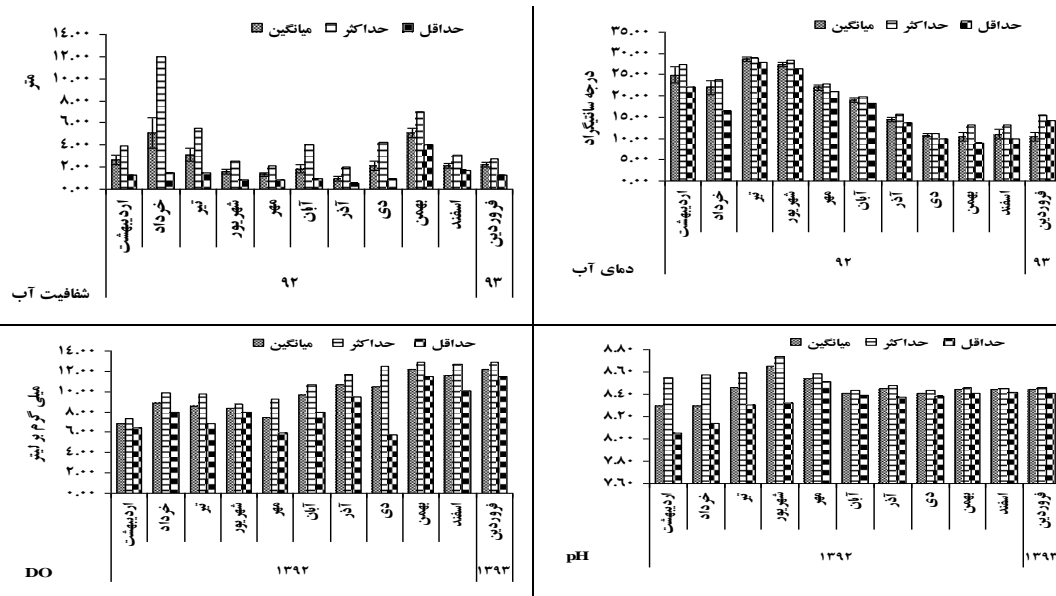 میانگین حداکثر حداقل
متر
۱۴.۰۰
۱۲.۰۰
۱۰.۰۰
۸.۰۰
۶.۰۰
۴.۰۰
۲.۰۰
۰.۰۰
اردیبهشت خرداد تیر شهریور مهر آبان آذر دی بهمن اسفند فروردین
۹۲ ۹۳
شفافیت آب
میانگین حداکثر حداقل
درجه سانتیگراد
۳۵.۰۰
۳۰.۰۰
۲۵.۰۰
۲۰.۰۰
۱۵.۰۰
۱۰.۰۰
۵.۰۰
۰.۰۰
اردیبهشت خرداد تیر شهریور مهر آبان آذر دی بهمن اسفند فروردین
۹۲ ۹۳
دمای آب
میانگین حداکثر حداقل
میلی گرم بر لیتر
۱۴.۰۰
۱۲.۰۰
۱۰.۰۰
۸.۰۰
۶.۰۰
۴.۰۰
۲.۰۰
۰.۰۰
اردیبهشت خرداد تیر شهریور مهر آبان آذر دی بهمن اسفند فروردین
۱۳۹۲ ۱۳۹۳
DO
میانگین حداکثر حداقل
۸.۸۰
۸.۶۰
۸.۴۰
۸.۲۰
۸.۰۰
۷.۸۰
۷.۶۰
اردیبهشت خرداد تیر شهریور مهر آبان آذر دی بهمن اسفند فروردین
۱۳۹۲ ۱۳۹۳
pH